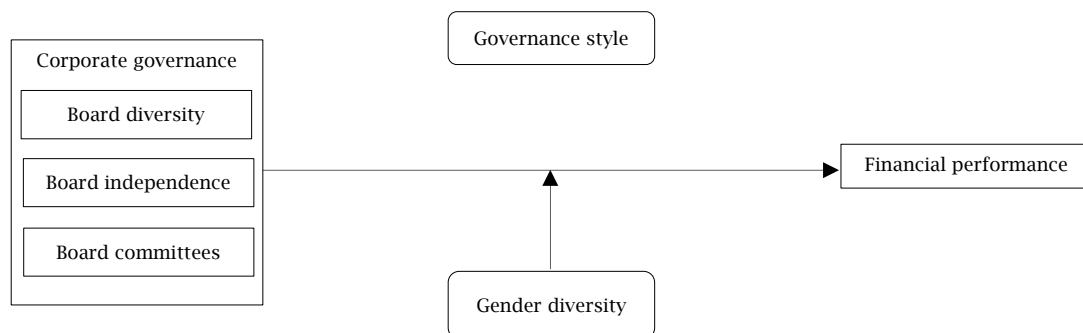 Governance style
Corporate governance
Board diversity
Board independence
Board committees
Financial performance
Gender diversity